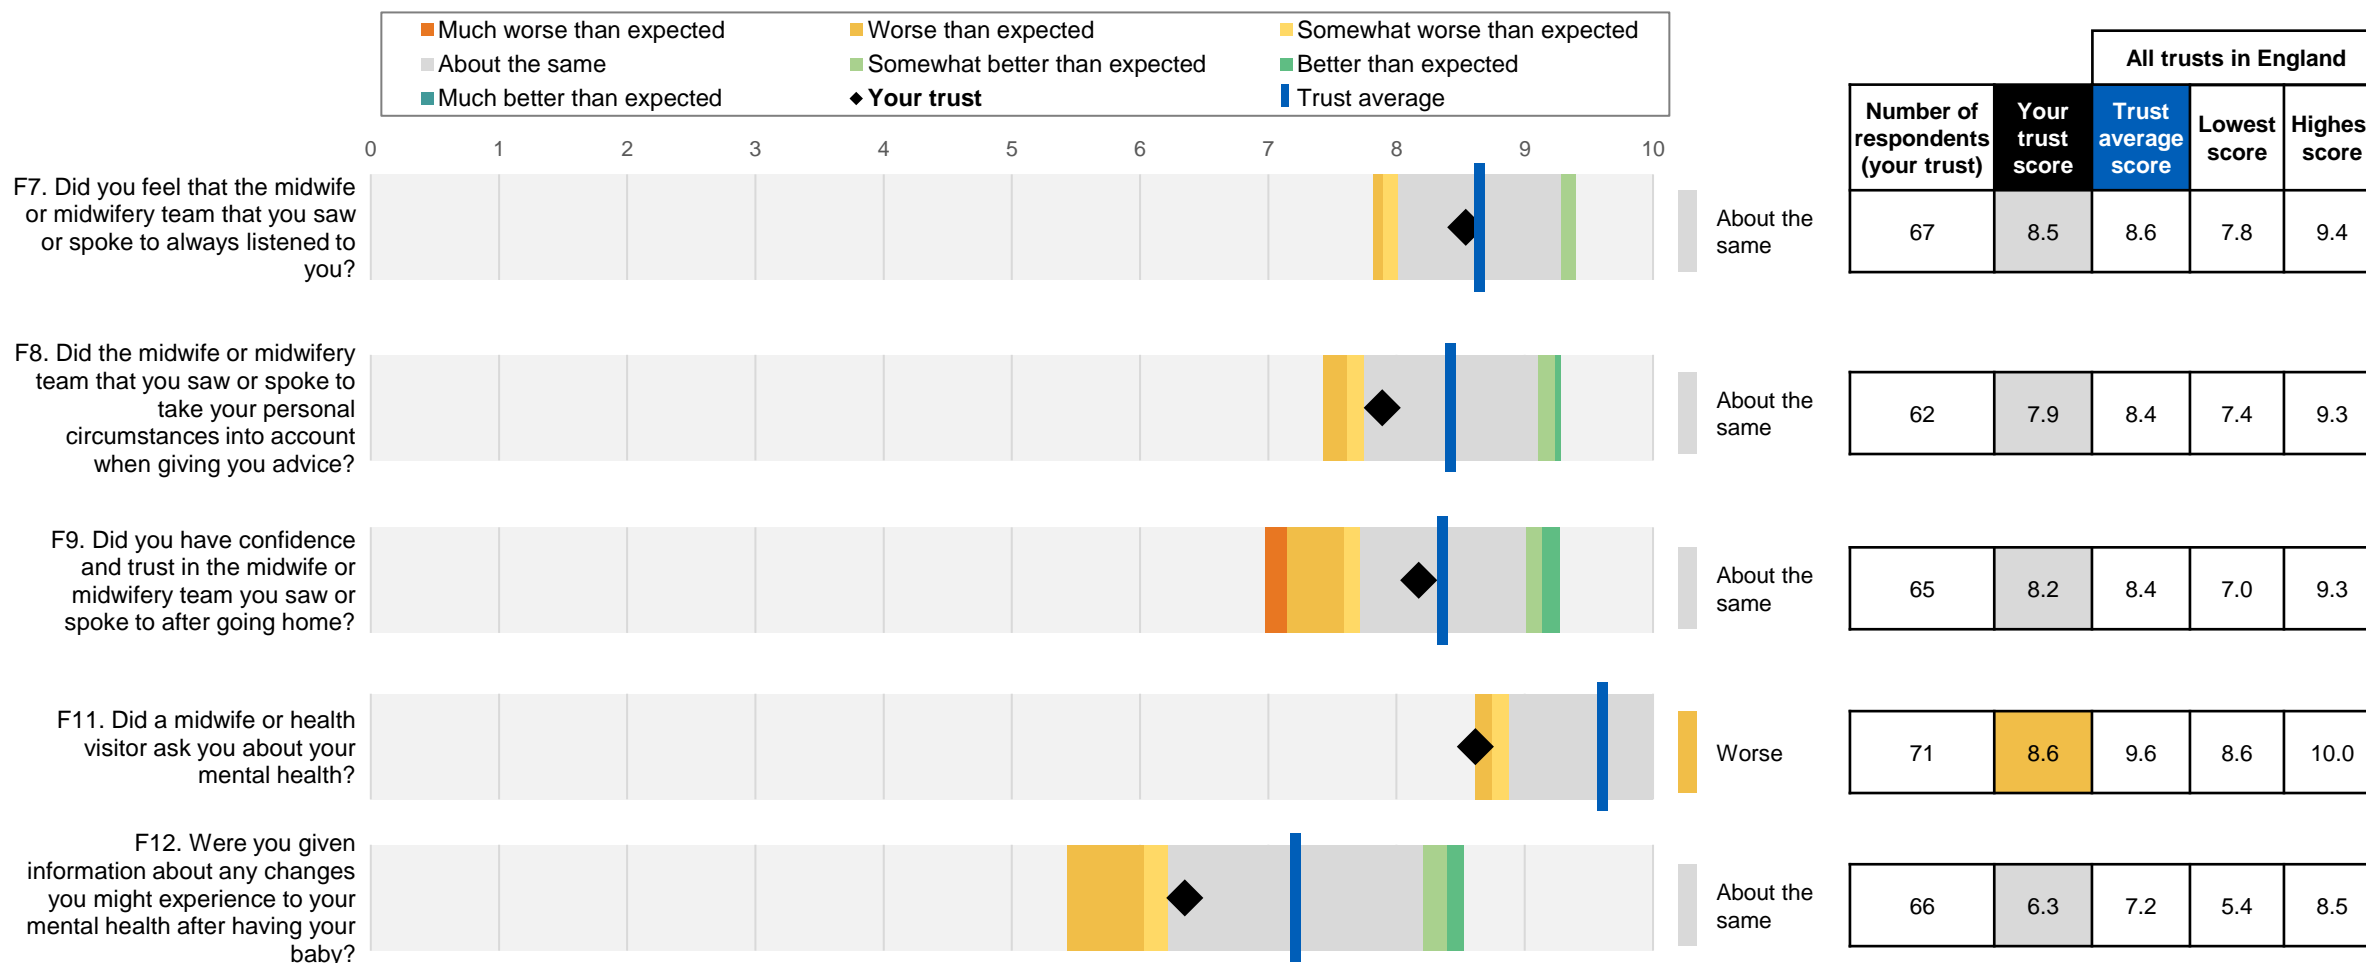 Much worse than expected
Worse than expected
Somewhat worse than expected
About the same
Somewhat better than expected
Better than expected
Much better than expected
Your trust
Trust average
All trusts in England
Number of
respondents
(your trust)
Your
trust
score
Trust
average
score
Lowest
score
Highes
score
0 1 2 3 4 5 6 7 8 9 10
F7. Did you feel that the midwife
or midwifery team that you saw
or spoke to always listened to
you?
About the
same
67 8.5 8.6 7.8 9.4
F8. Did the midwife or midwifery
team that you saw or spoke to
take your personal
circumstances into account
when giving you advice?
About the
same
62 7.9 8.4 7.4 9.3
F9. Did you have confidence
and trust in the midwife or
midwifery team you saw or
spoke to after going home?
About the
same
65 8.2 8.4 7.0 9.3
F11. Did a midwife or health
visitor ask you about your
mental health?
Worse
71 8.6 9.6 8.6 10.0
F12. Were you given
information about any changes
you might experience to your
mental health after having your
baby?
About the
same
66 6.3 7.2 5.4 8.5